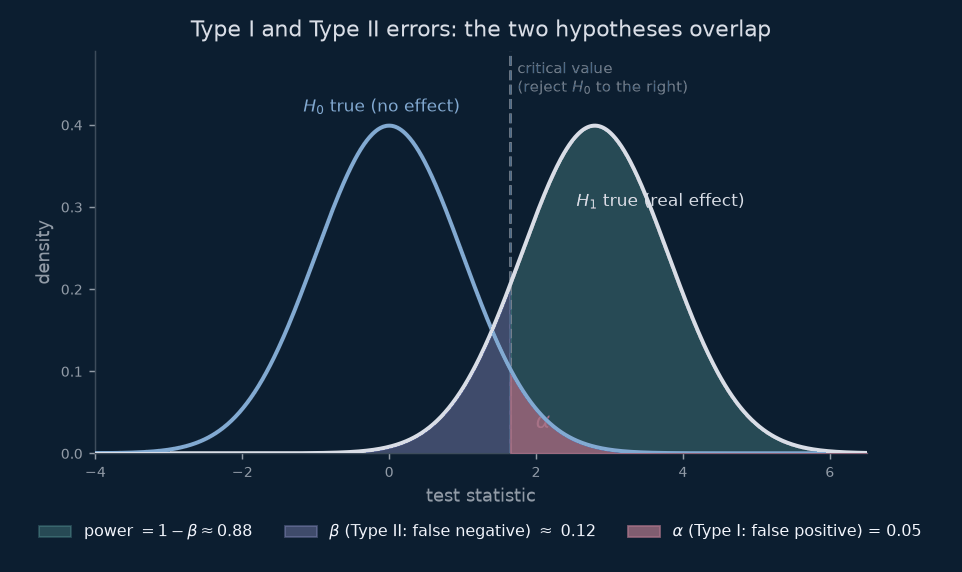 Type I and Type II errors: the two hypotheses overlap
critical value
(reject H₀ to the right)
H₀ true (no effect)
H₁ true (real effect)
α
density
0.4
0.3
0.2
0.1
0.0
−4
−2
0
2
4
6
test statistic
power = 1 − β ≈ 0.88
β (Type II: false negative) ≈ 0.12
α (Type I: false positive) = 0.05